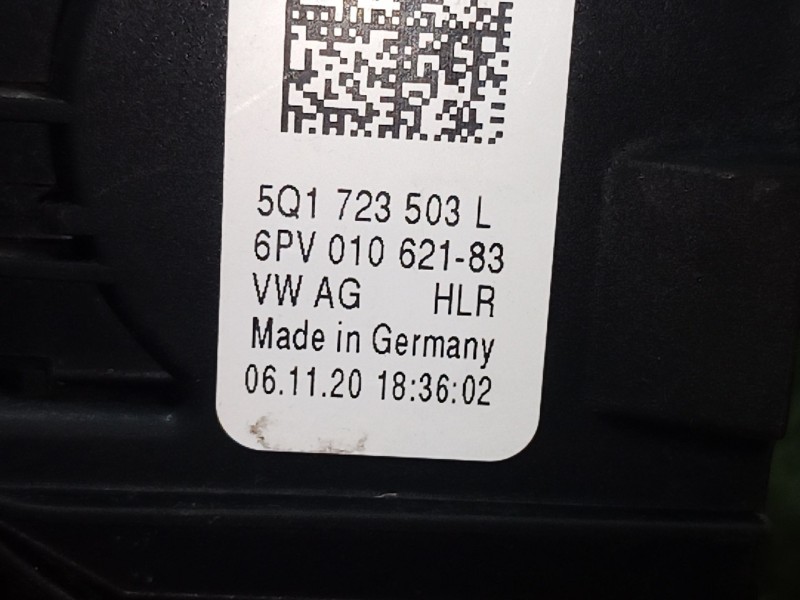 5Q1 723 503 L
6PV 010 621-83
VW AG HLR
Made in Germany
06.11.20 18:36:02